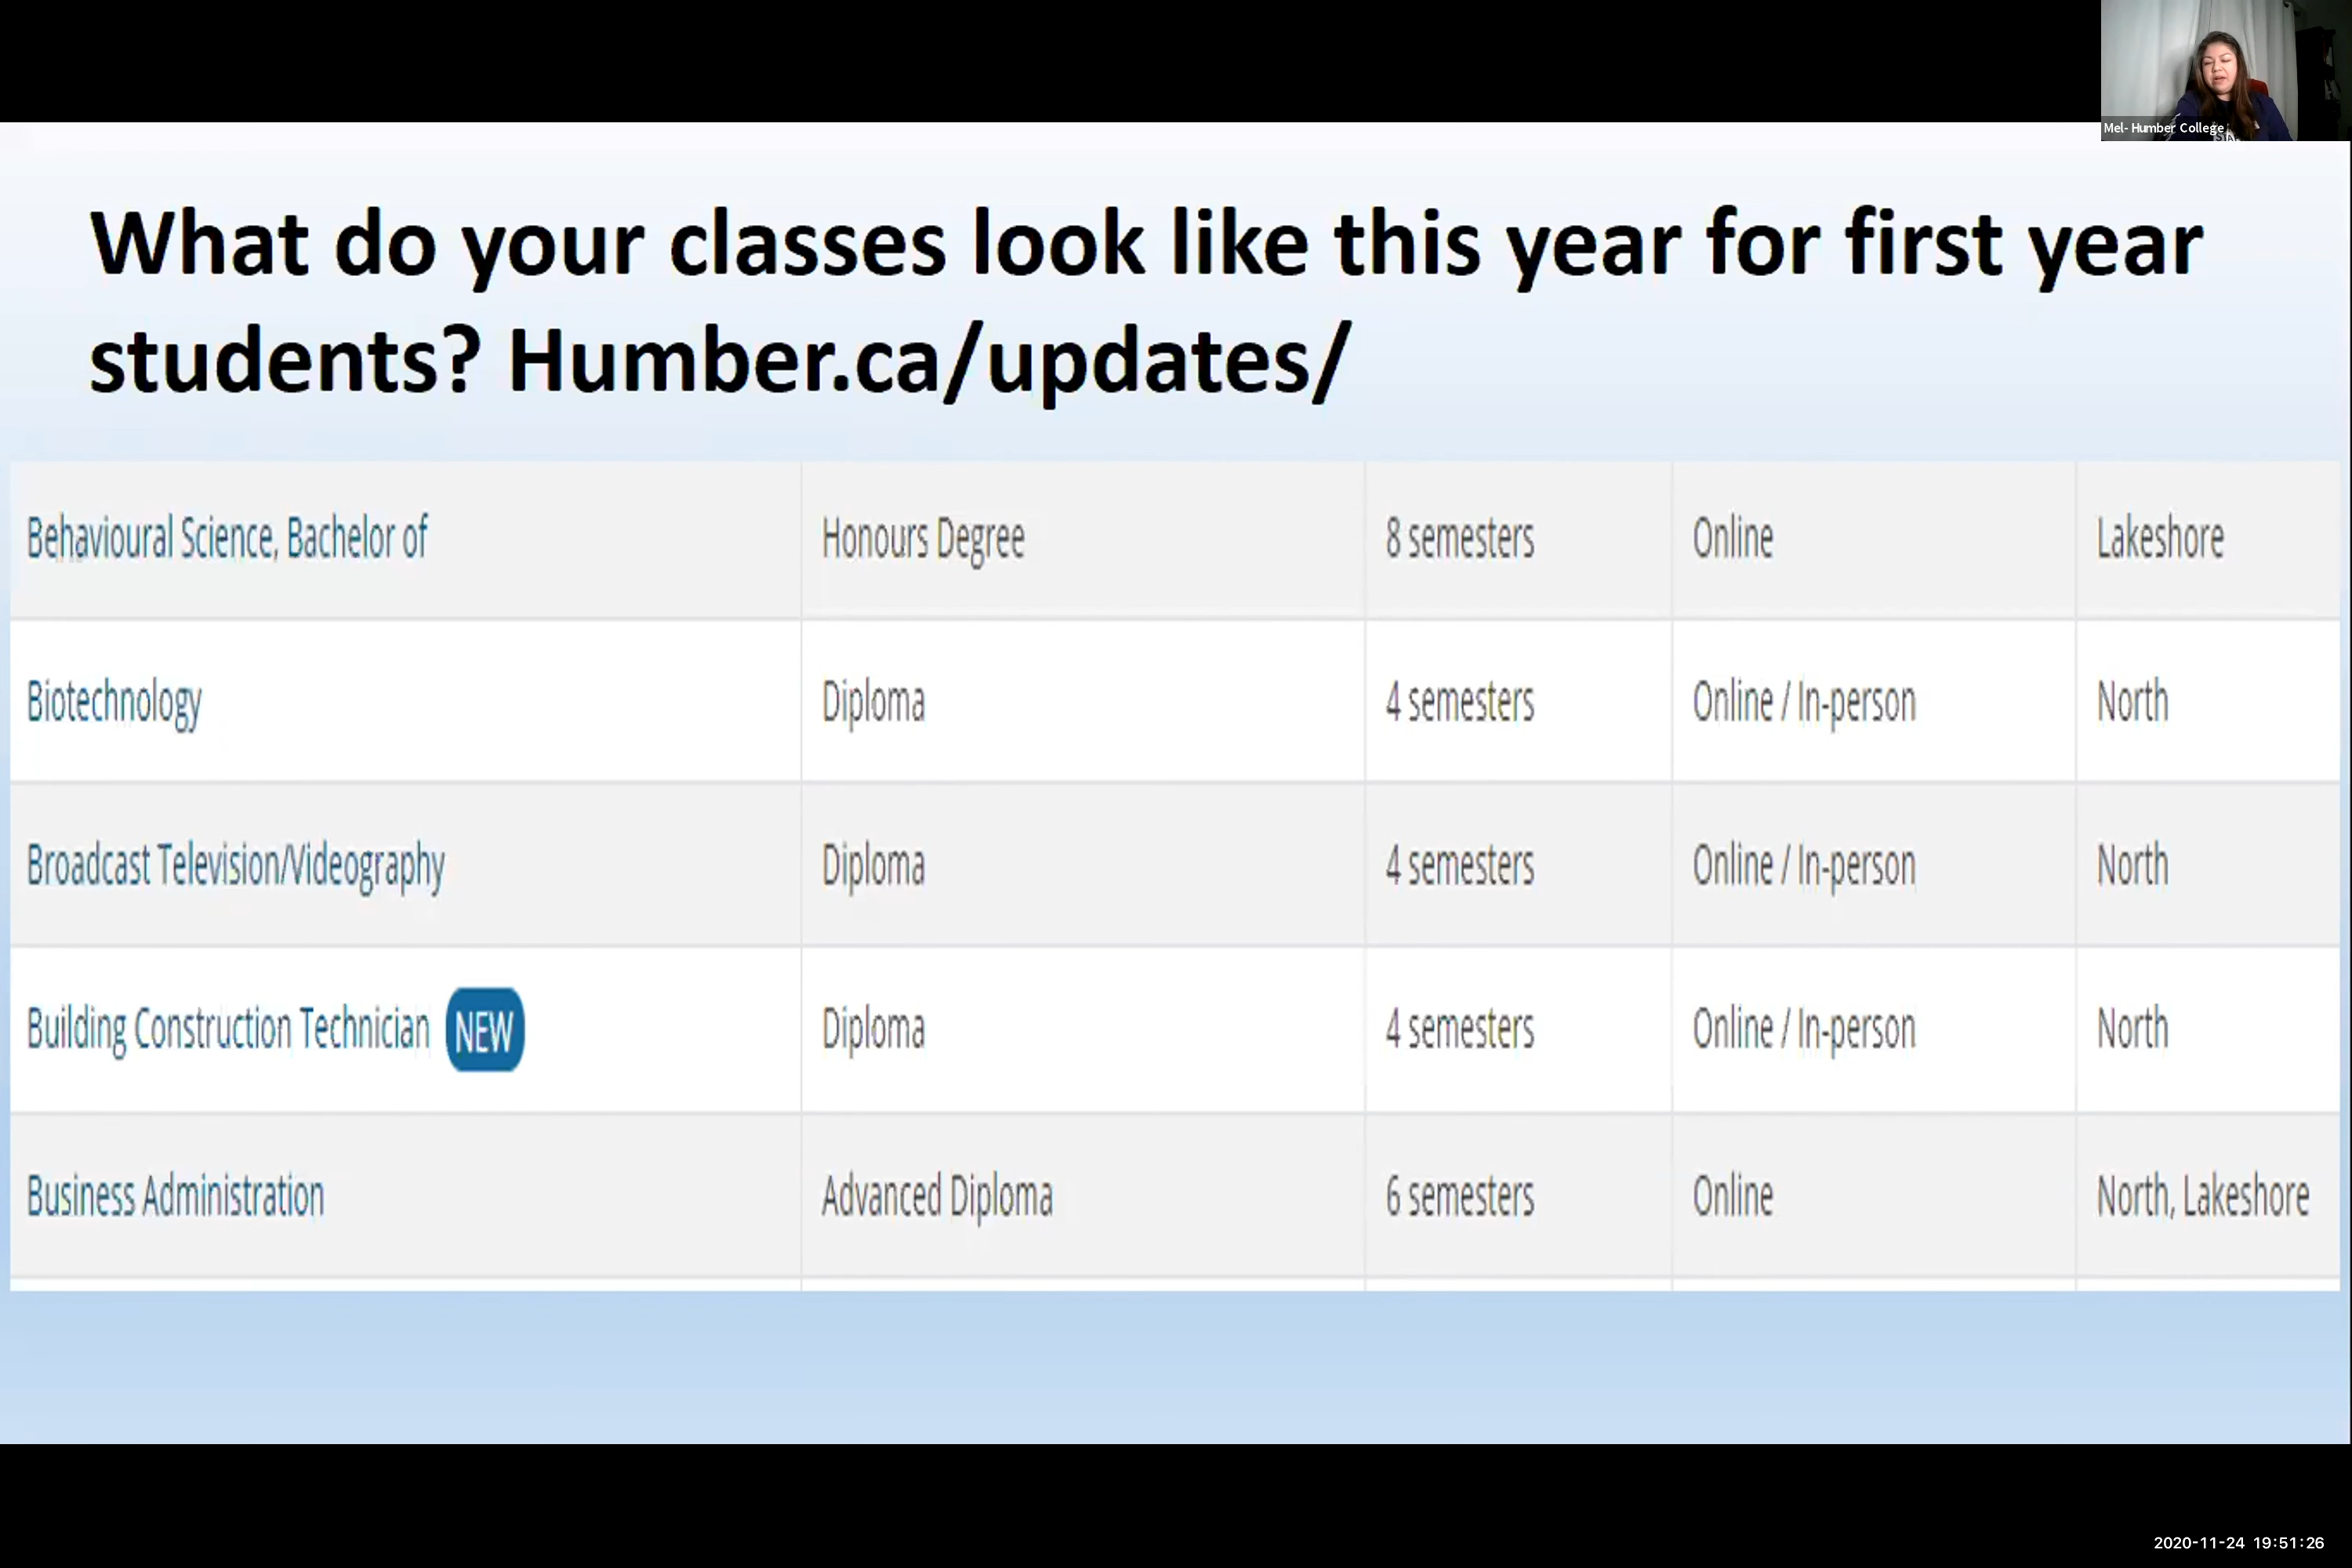 Mel- Humber College
What do your classes look like this year for first year
students? Humber.ca/updates/
Behavioural Science, Bachelor of Honours Degree 8 semesters Online Lakeshore
Biotechnology Diploma 4 semesters Online / In-person North
Broadcast Television/Videography Diploma 4 semesters Online / In-person North
Building Construction Technician NEW Diploma 4 semesters Online / In-person North
Business Administration Advanced Diploma 6 semesters Online North, Lakeshore
2020-11-24 19:51:26